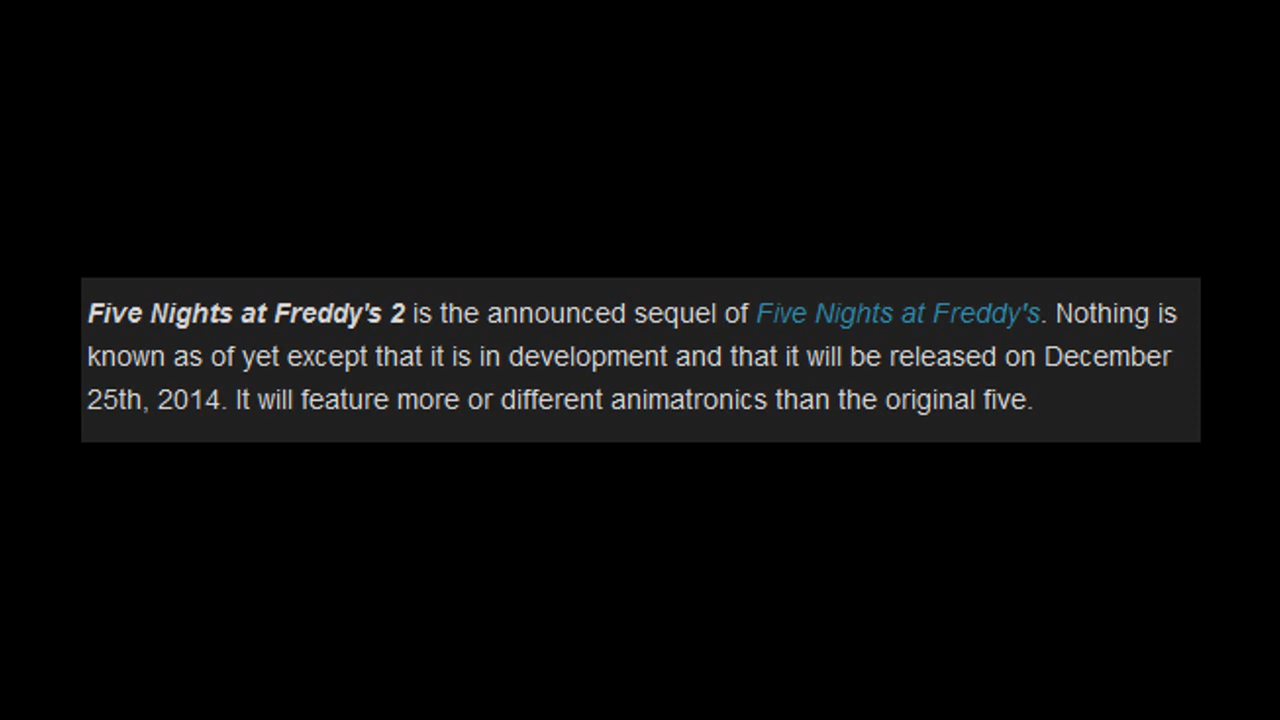 Five Nights at Freddy's 2 is the announced sequel of Five Nights at Freddy's. Nothing is
known as of yet except that it is in development and that it will be released on December
25th, 2014. It will feature more or different animatronics than the original five.